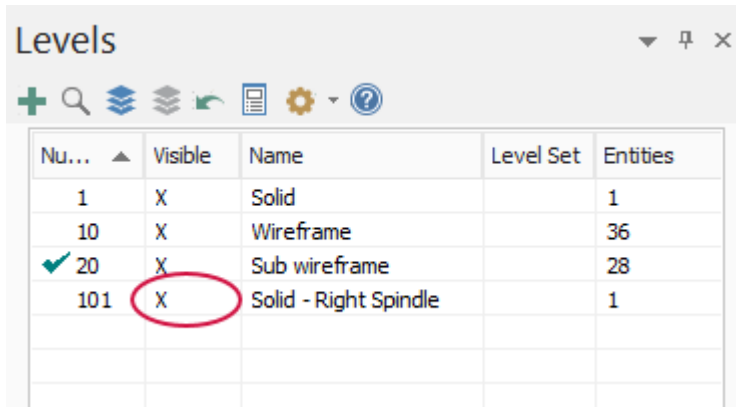 Levels
Nu... Visible Name Level Set Entities
1 X Solid 1
10 X Wireframe 36
20 X Sub wireframe 28
101 X Solid - Right Spindle 1